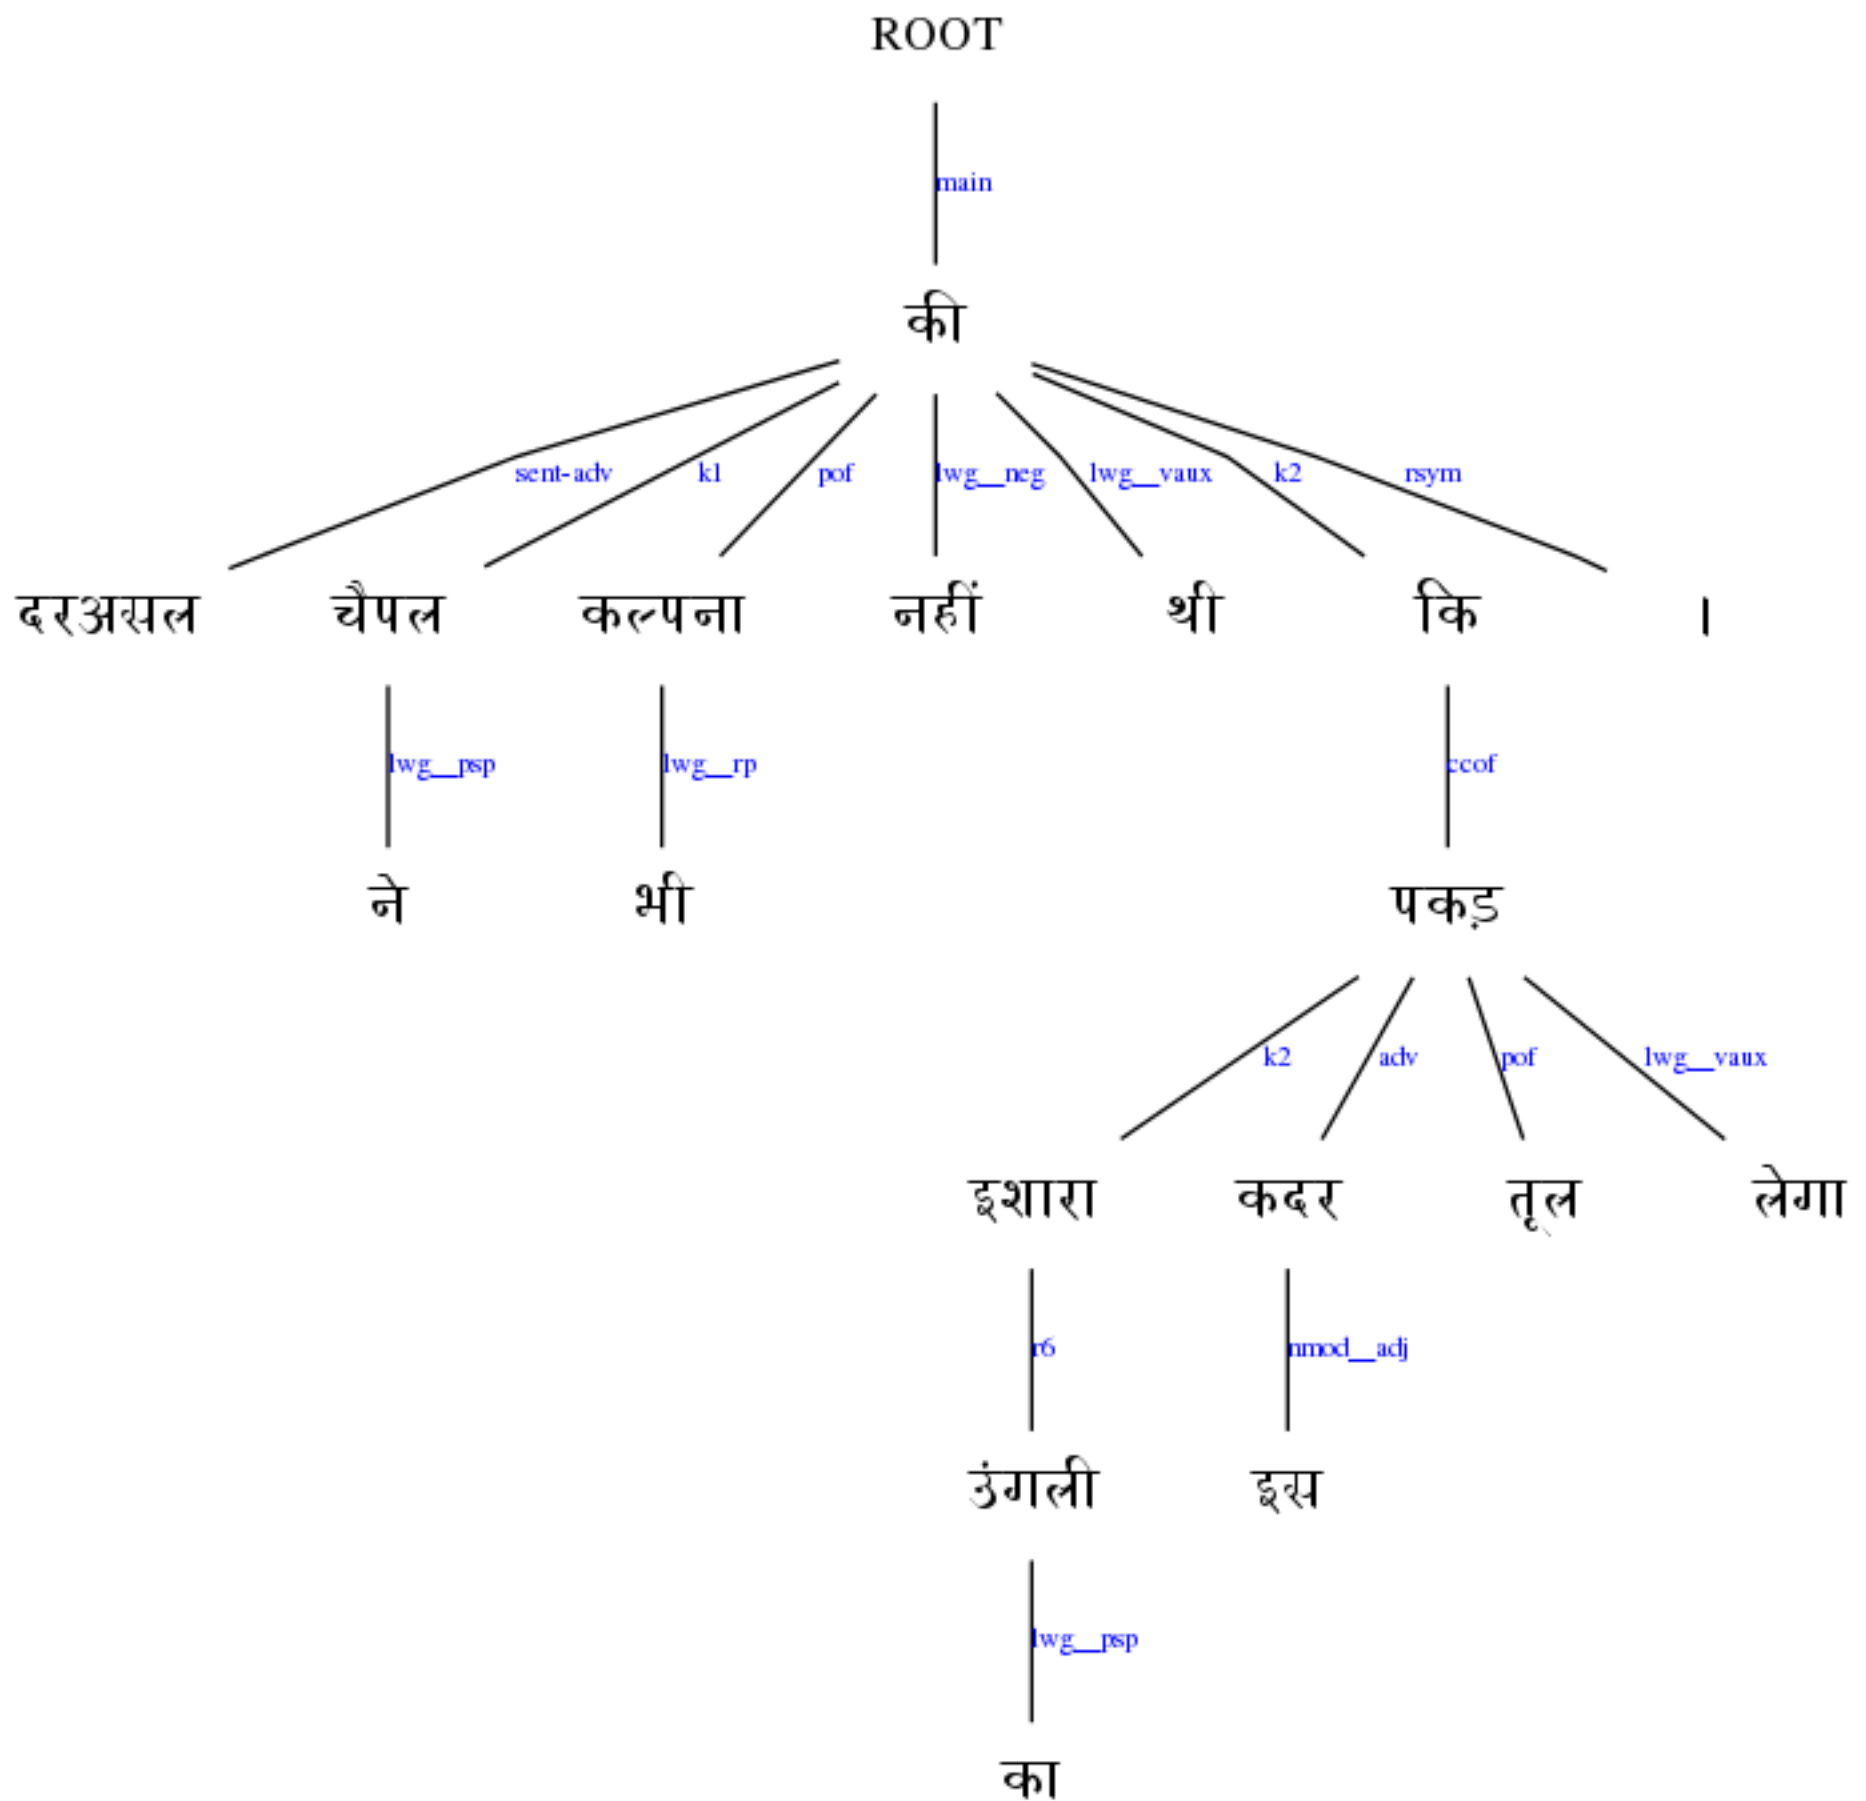 ROOT
main
की
sent-adv k1 pof lwg__neg lwg__vaux k2 rsym
दरअसल चैपल कल्पना नहीं थी कि ।
lwg__psp lwg__rp ccof
ने भी पकड़
k2 adv pof lwg__vaux
इशारा कदर तूल लेगा
r6 nmod__adj
उंगली इस
lwg__psp
का